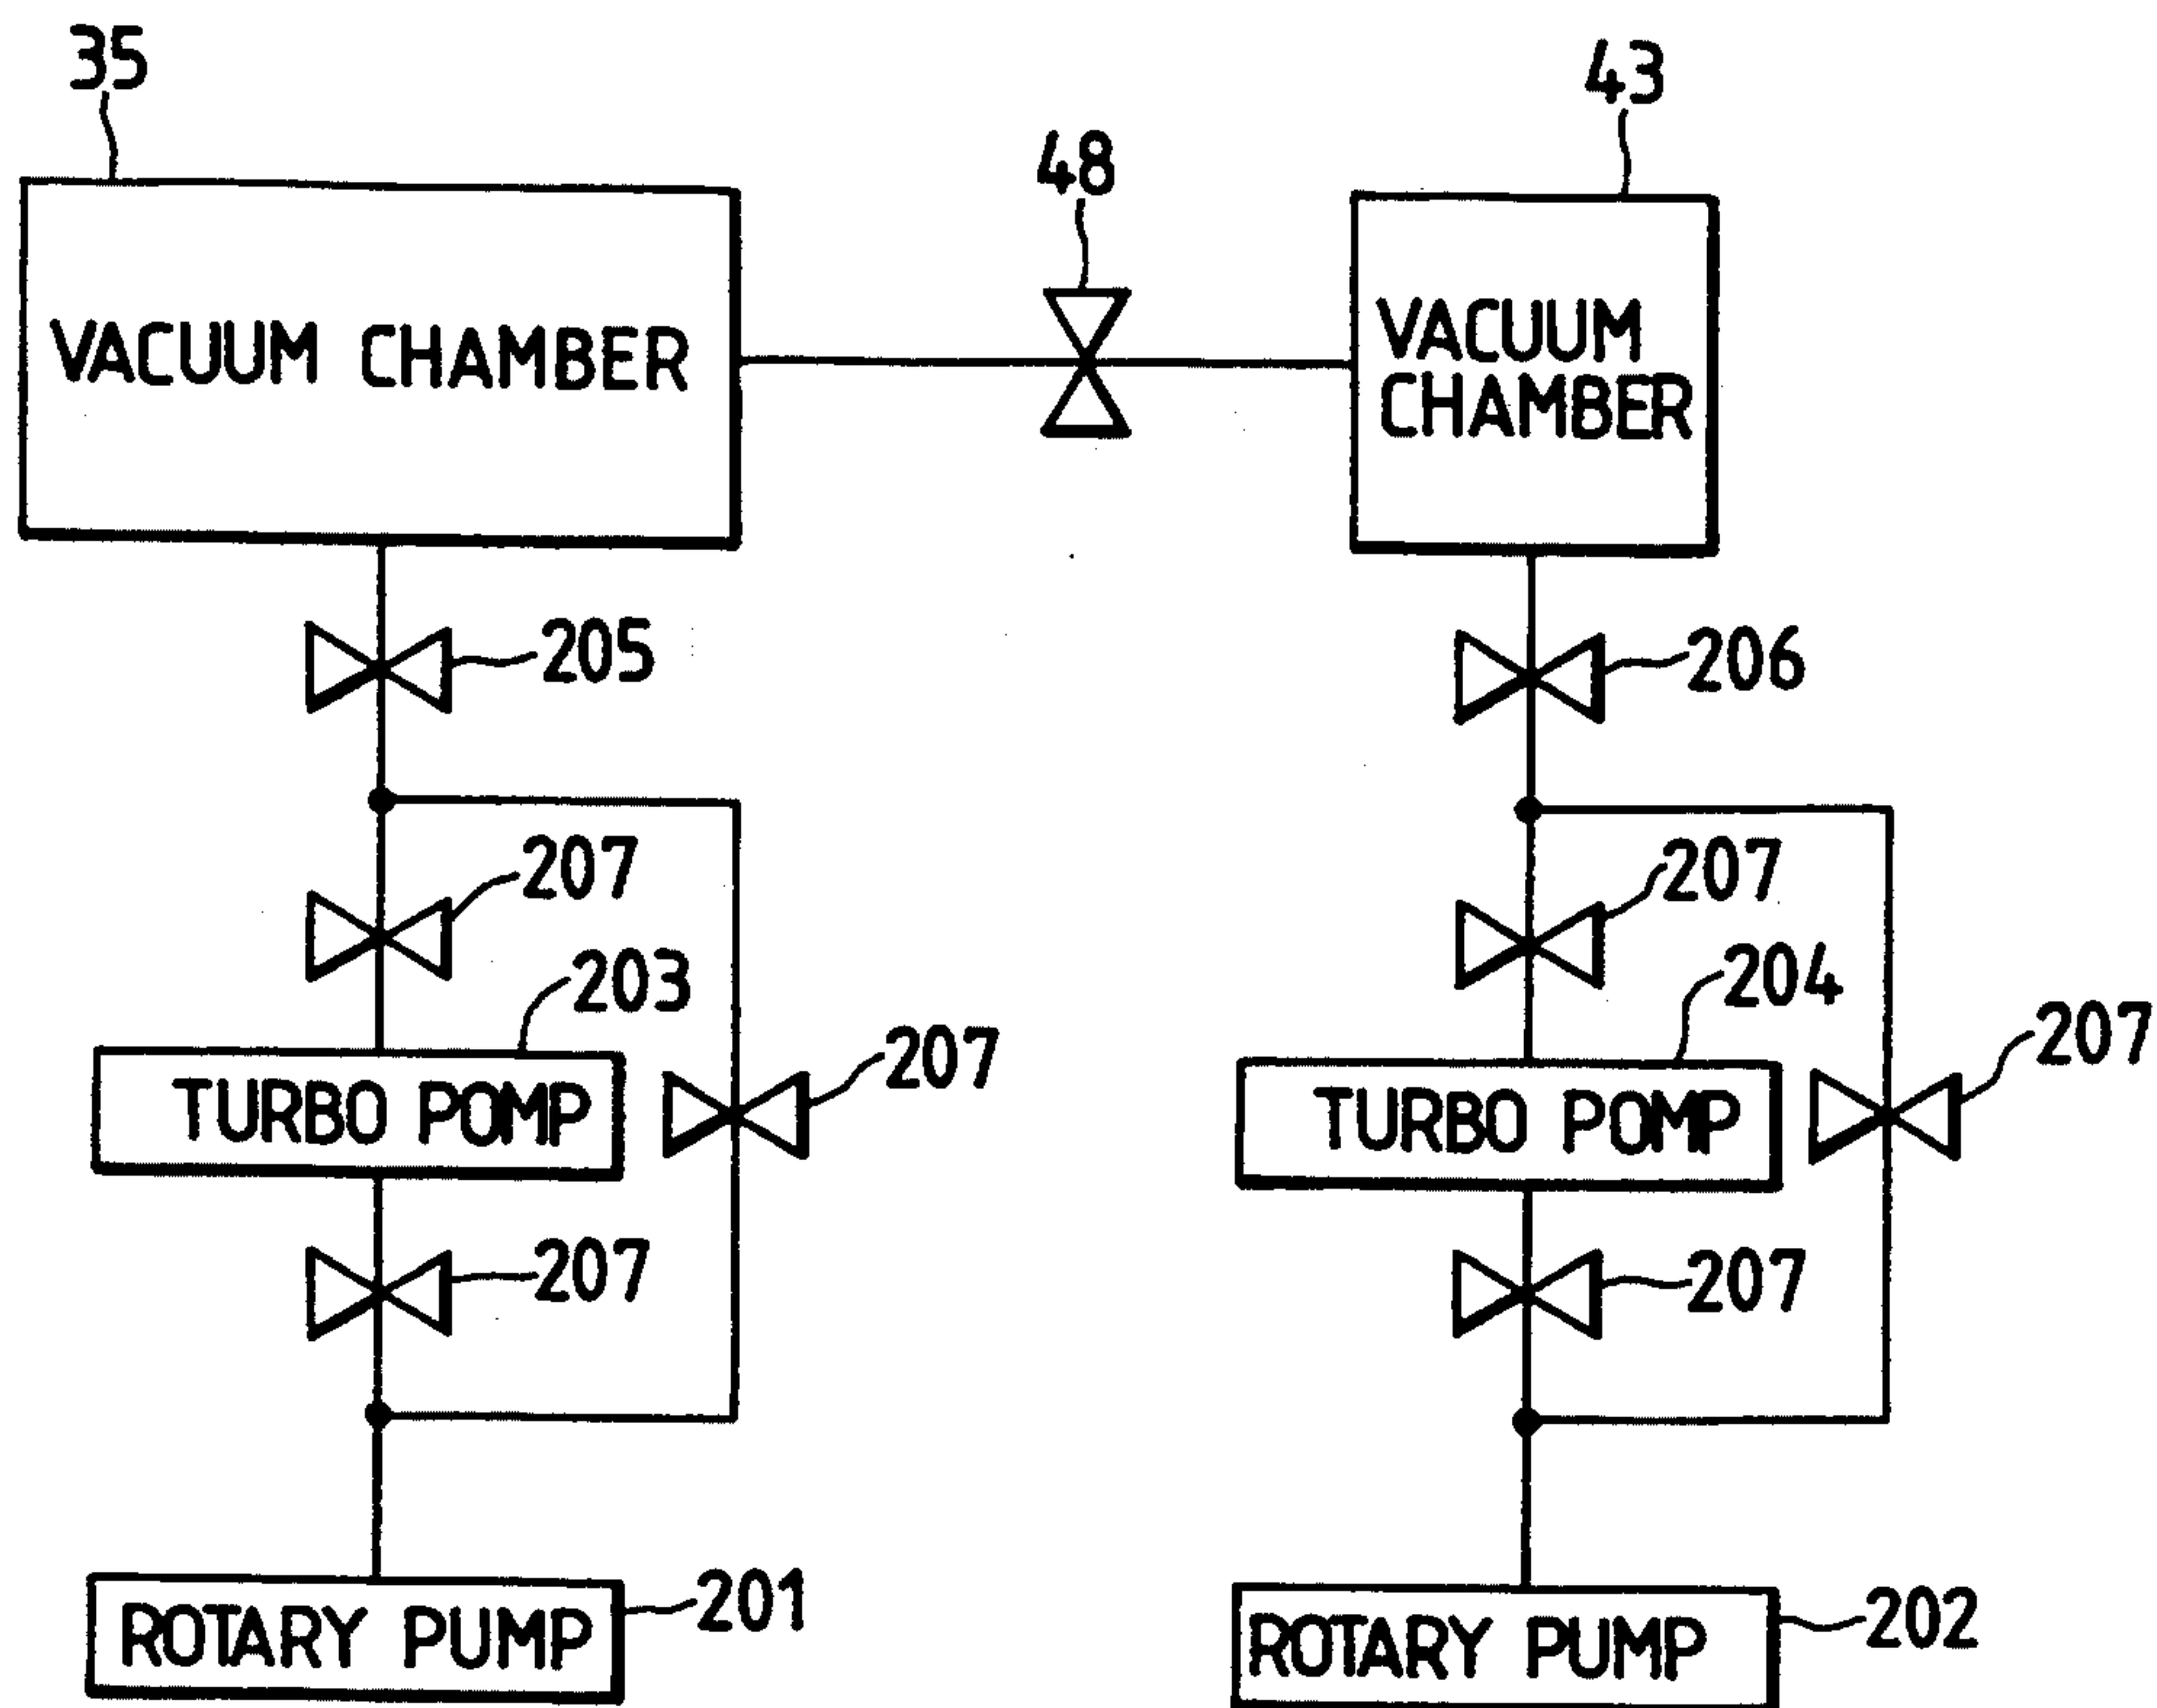 35
43
48
VACUUM CHAMBER
VACUUM
CHAMBER
205
206
207
207
203
204
207
207
TURBO POMP
TURBO POMP
207
207
201
202
ROTARY PUMP
ROTARY PUMP